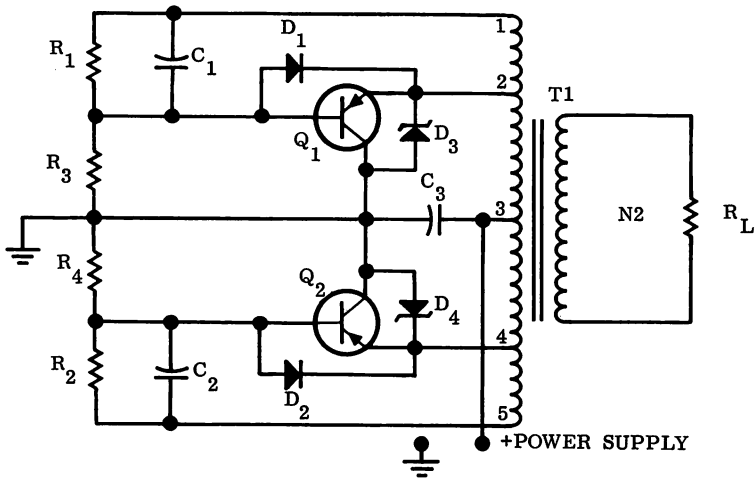 1
D1
R1
C1
2
T1
Q1
D3
R3
C3
3
N2
RL
R4
Q2
D4
4
R2
C2
D2
5
+POWER SUPPLY